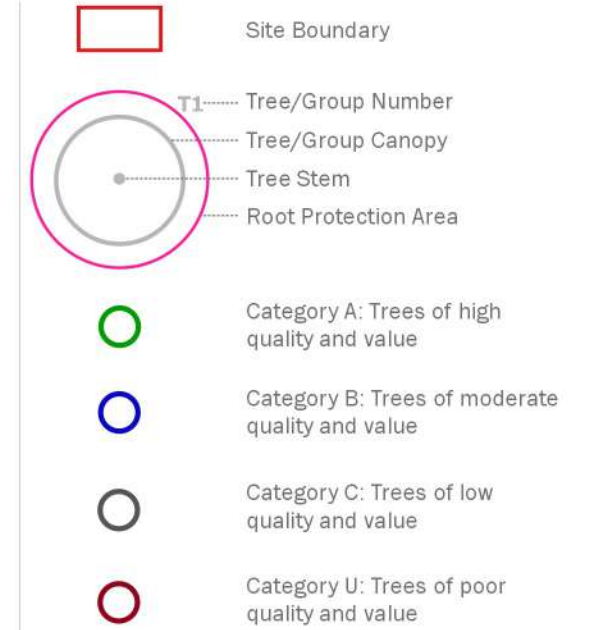 Site Boundary
T1
Tree/Group Number
Tree/Group Canopy
Tree Stem
Root Protection Area
Category A: Trees of high
quality and value
Category B: Trees of moderate
quality and value
Category C: Trees of low
quality and value
Category U: Trees of poor
quality and value